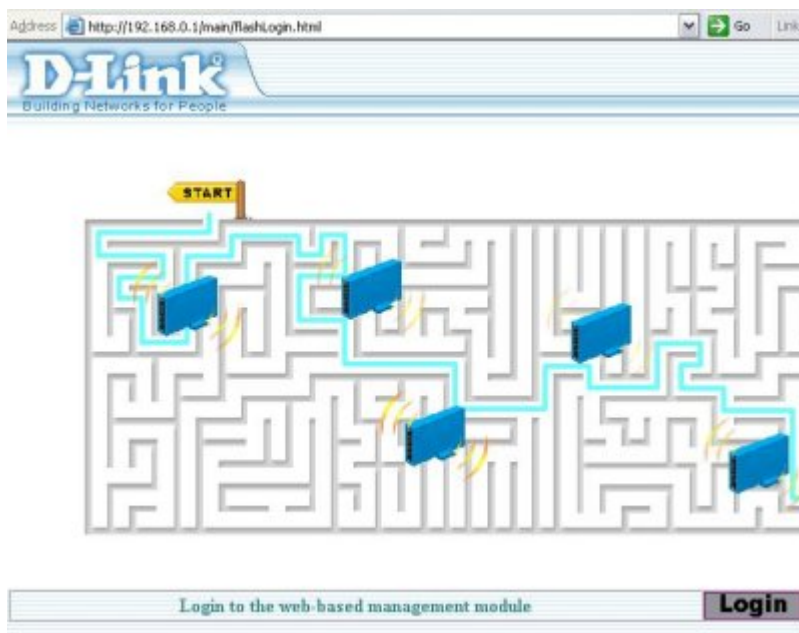 Address http://192.168.0.1/main/flashLogin.html Go Link
D-Link
Building Networks for People
START
Login to the web-based management module Login